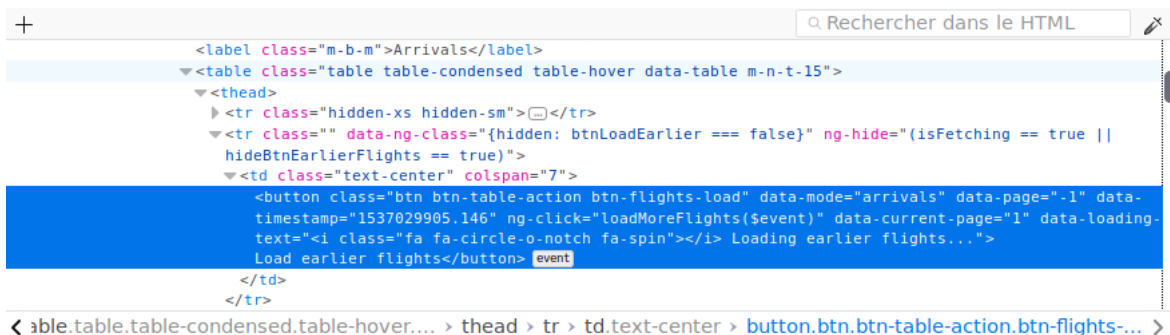 + Rechercher dans le HTML
<label class="m-b-m">Arrivals</label>
<table class="table table-condensed table-hover data-table m-n-t-15">
<thead>
<tr class="hidden-xs hidden-sm">…</tr>
<tr class="" data-ng-class="{hidden: btnLoadEarlier === false}" ng-hide="(isFetching == true ||
hideBtnEarlierFlights == true)">
<td class="text-center" colspan="7">
<button class="btn btn-table-action btn-flights-load" data-mode="arrivals" data-page="-1" data-
timestamp="1537029905.146" ng-click="loadMoreFlights($event)" data-current-page="1" data-loading-
text="<i class="fa fa-circle-o-notch fa-spin"></i> Loading earlier flights...">
Load earlier flights</button> event
</td>
</tr>
able.table.table-condensed.table-hover.… › thead › tr › td.text-center › button.btn.btn-table-action.btn-flights-…